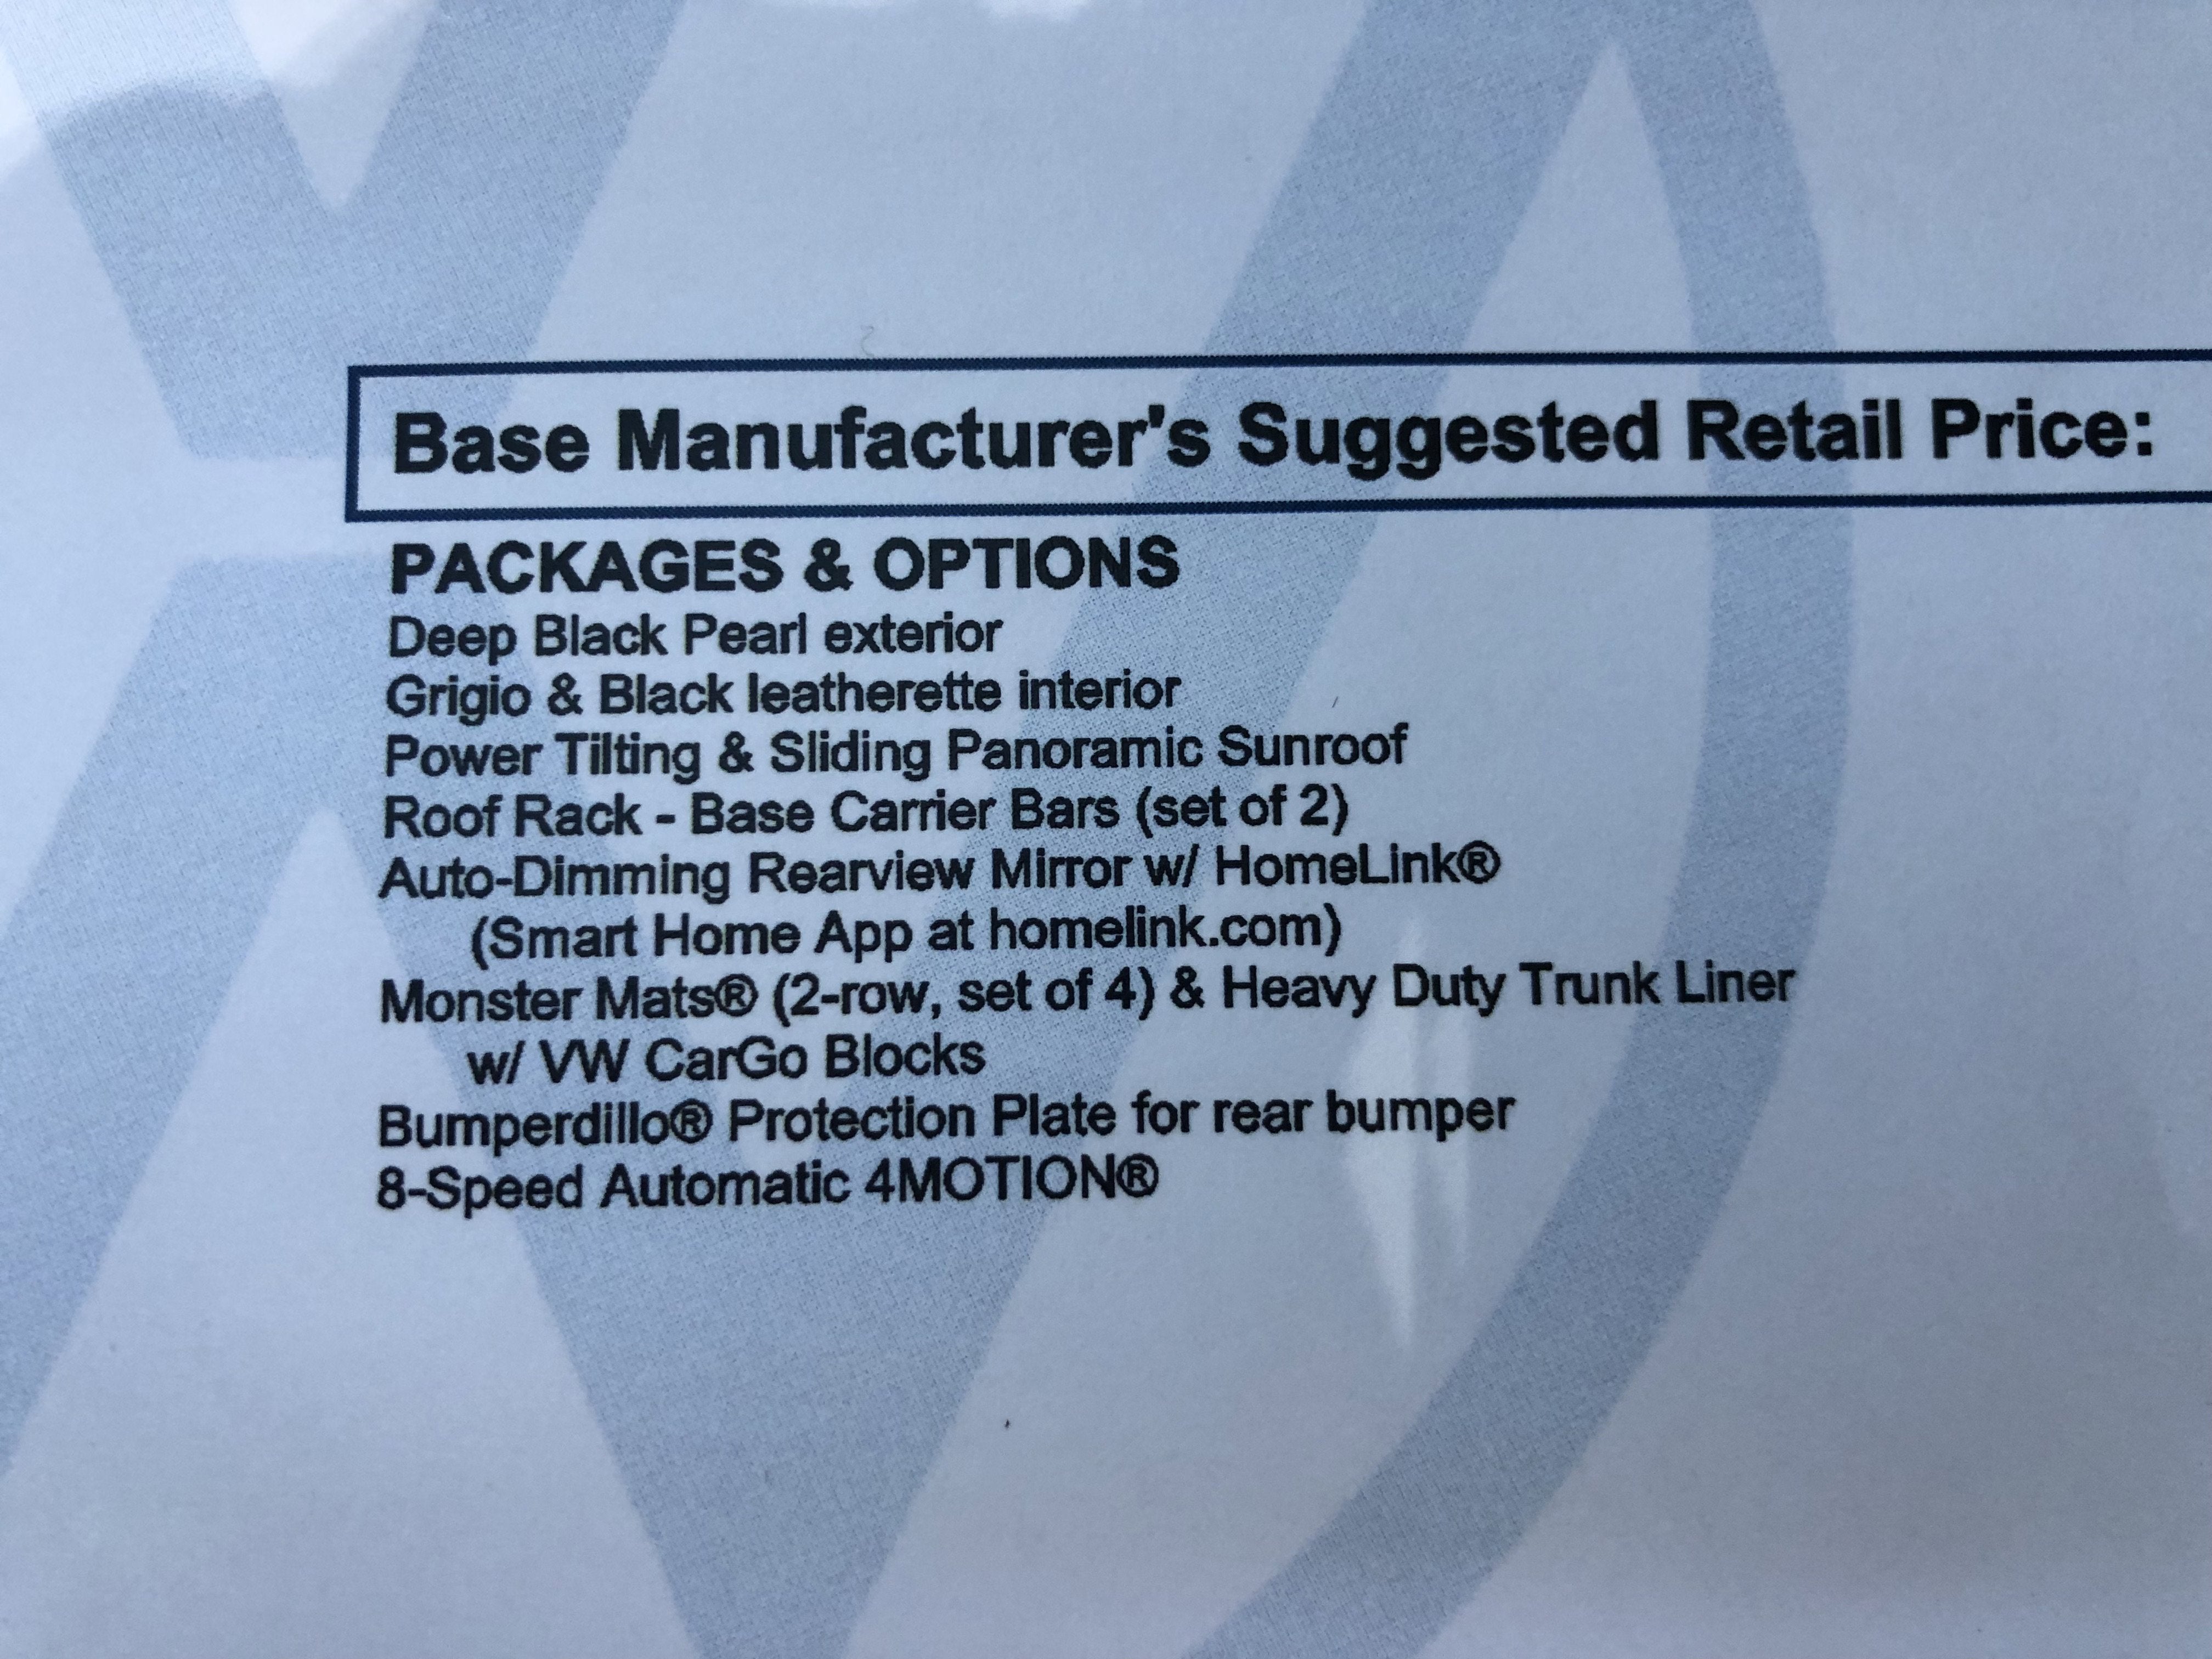 Base Manufacturer's Suggested Retail Price:
PACKAGES & OPTIONS
Deep Black Pearl exterior
Grigio & Black leatherette interior
Power Tilting & Sliding Panoramic Sunroof
Roof Rack - Base Carrier Bars (set of 2)
Auto-Dimming Rearview Mirror w/ HomeLink®
(Smart Home App at homelink.com)
Monster Mats® (2-row, set of 4) & Heavy Duty Trunk Liner
w/ VW CarGo Blocks
Bumperdillo® Protection Plate for rear bumper
8-Speed Automatic 4MOTION®